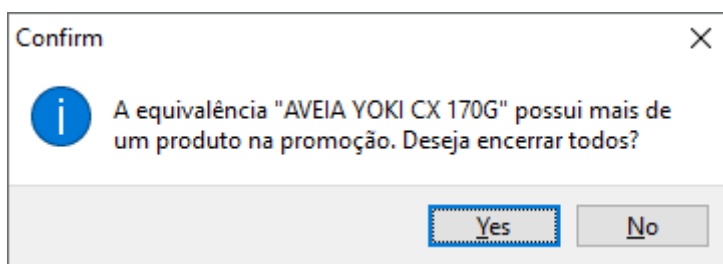 Confirm
A equivalência "AVEIA YOKI CX 170G" possui mais de
um produto na promoção. Deseja encerrar todos?
Yes
No